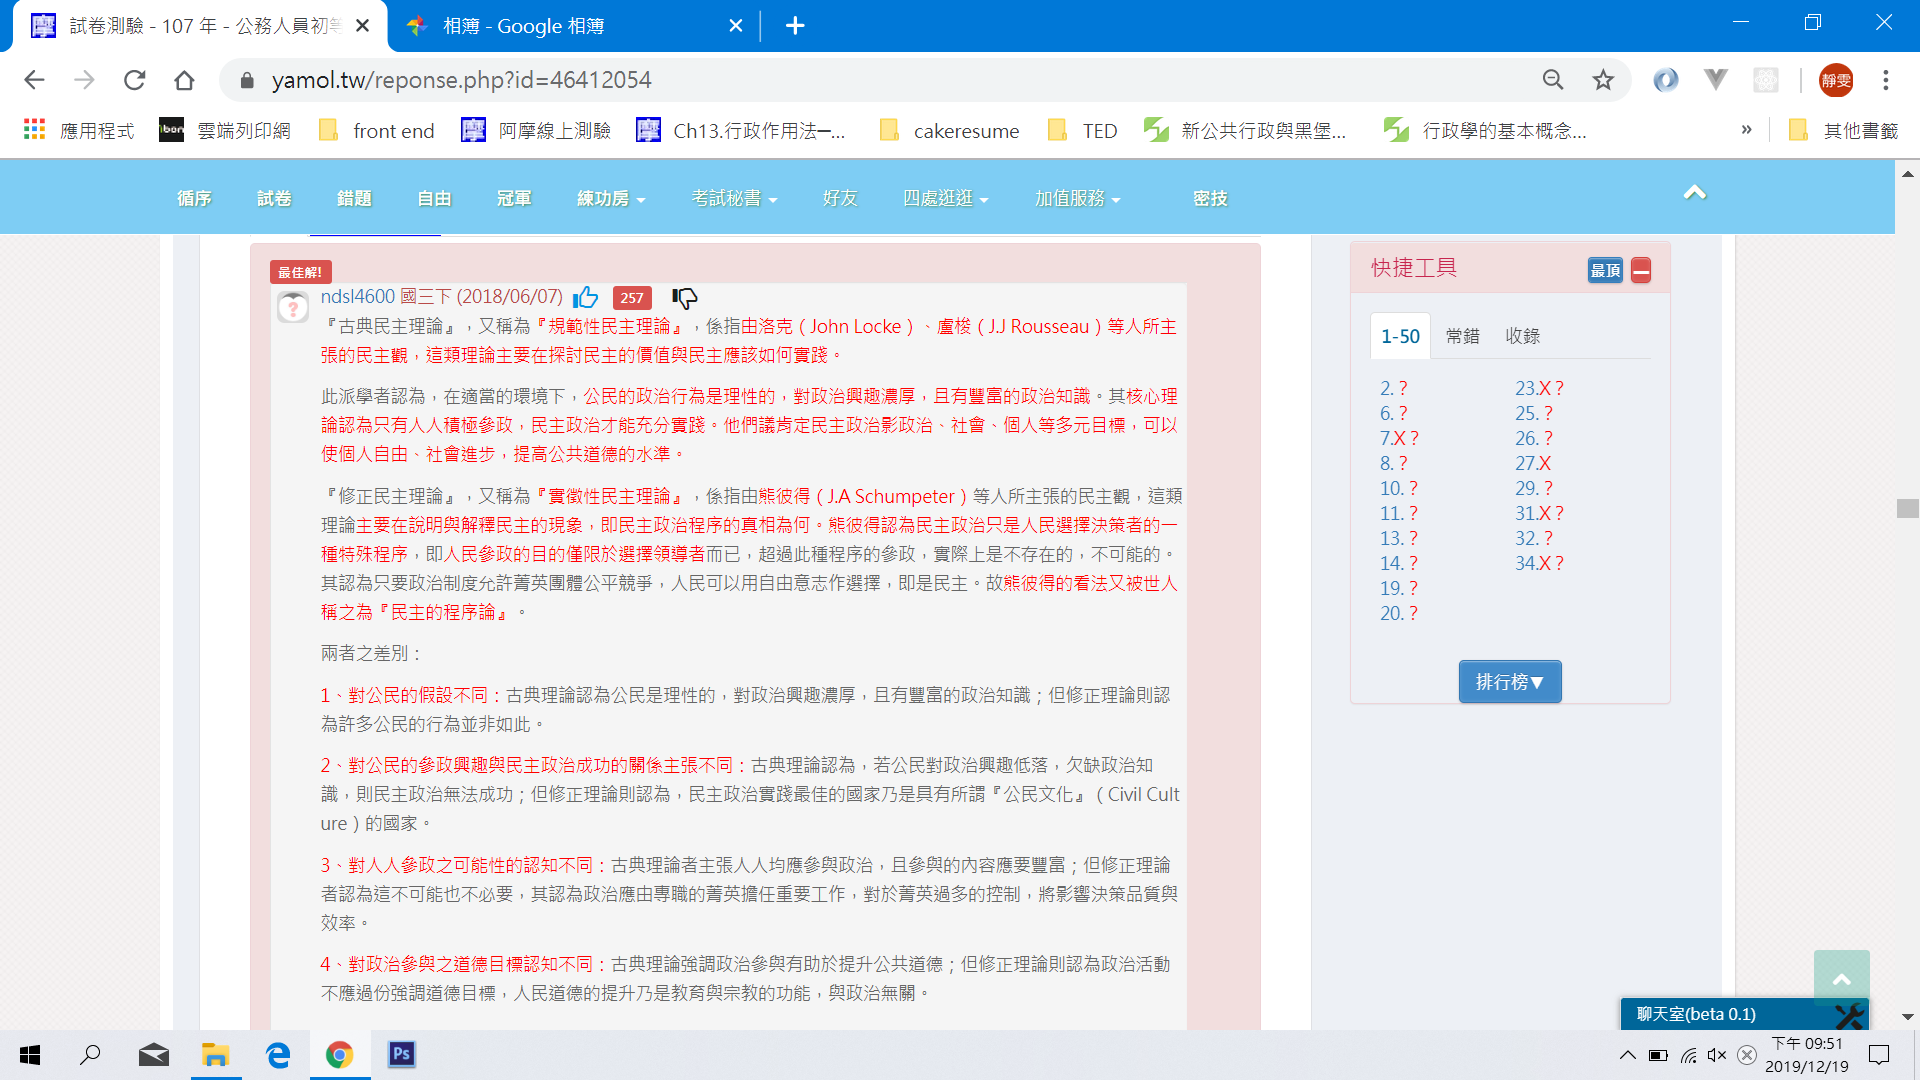 試卷測驗 - 107 年 - 公務人員初等
相簿 - Google 相簿
yamol.tw/reponse.php?id=46412054
靜雯
應用程式
ibon
雲端列印網
front end
摩
阿摩線上測驗
摩
Ch13.行政作用法─...
cakeresume
TED
新公共行政與黑堡...
行政學的基本概念...
»
其他書籤
循序
試卷
錯題
自由
冠軍
練功房
考試秘書
好友
四處逛逛
加值服務
密技
最佳解!
ndsl4600 國三下 (2018/06/07) 257
『古典民主理論』，又稱為『規範性民主理論』，係指由洛克（John Locke）、盧梭（J.J Rousseau）等人所主
張的民主觀，這類理論主要在探討民主的價值與民主應該如何實踐。
此派學者認為，在適當的環境下，公民的政治行為是理性的，對政治興趣濃厚，且有豐富的政治知識。其核心理
論認為只有人人積極參政，民主政治才能充分實踐。他們議肯定民主政治影政治、社會、個人等多元目標，可以
使個人自由、社會進步，提高公共道德的水準。
『修正民主理論』，又稱為『實徵性民主理論』，係指由熊彼得（J.A Schumpeter）等人所主張的民主觀，這類
理論主要在說明與解釋民主的現象，即民主政治程序的真相為何。熊彼得認為民主政治只是人民選擇決策者的一
種特殊程序，即人民參政的目的僅限於選擇領導者而已，超過此種程序的參政，實際上是不存在的，不可能的。
其認為只要政治制度允許菁英團體公平競爭，人民可以用自由意志作選擇，即是民主。故熊彼得的看法又被世人
稱之為『民主的程序論』。
兩者之差別：
1、對公民的假設不同：古典理論認為公民是理性的，對政治興趣濃厚，且有豐富的政治知識；但修正理論則認
為許多公民的行為並非如此。
2、對公民的參政興趣與民主政治成功的關係主張不同：古典理論認為，若公民對政治興趣低落，欠缺政治知
識，則民主政治無法成功；但修正理論則認為，民主政治實踐最佳的國家乃是具有所謂『公民文化』（Civil Cult
ure）的國家。
3、對人人參政之可能性的認知不同：古典理論者主張人人均應參與政治，且參與的內容應要豐富；但修正理論
者認為這不可能也不必要，其認為政治應由專職的菁英擔任重要工作，對於菁英過多的控制，將影響決策品質與
效率。
4、對政治參與之道德目標認知不同：古典理論強調政治參與有助於提升公共道德；但修正理論則認為政治活動
不應過份強調道德目標，人民道德的提升乃是教育與宗教的功能，與政治無關。
快捷工具
最頂
1-50
常錯
收錄
2.？
6.？
7.X？
8.？
10.？
11.？
13.？
14.？
19.？
20.？
23.X？
25.？
26.？
27.X
29.？
31.X？
32.？
34.X？
排行榜▼
聊天室(beta 0.1)
Ps
下午 09:51
2019/12/19